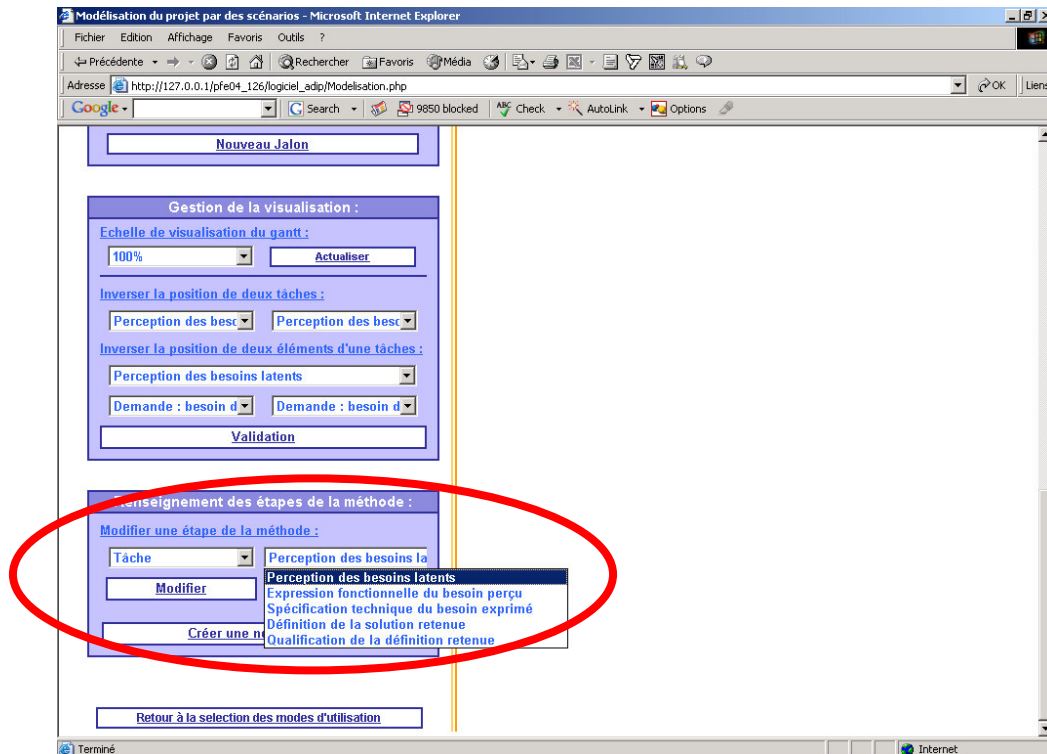 Modélisation du projet par des scénarios - Microsoft Internet Explorer
Fichier Edition Affichage Favoris Outils ?
Précédente Rechercher Favoris Média
Adresse http://127.0.0.1/pfe04_126/logiciel_adip/Modelisation.php OK Liens
Google Search 9850 blocked ABC Check AutoLink Options
Nouveau Jalon
Gestion de la visualisation :
Echelle de visualisation du gantt :
100% Actualiser
Inverser la position de deux tâches :
Perception des besc Perception des besc
Inverser la position de deux éléments d'une tâches :
Perception des besoins latents
Demande : besoin d Demande : besoin d
Validation
Renseignement des étapes de la méthode :
Modifier une étape de la méthode :
Tâche Perception des besoins la
Perception des besoins latents
Modifier Expression fonctionnelle du besoin perçu
Spécification technique du besoin exprimé
Définition de la solution retenue
Créer une n Qualification de la définition retenue
Retour à la selection des modes d'utilisation
Terminé Internet